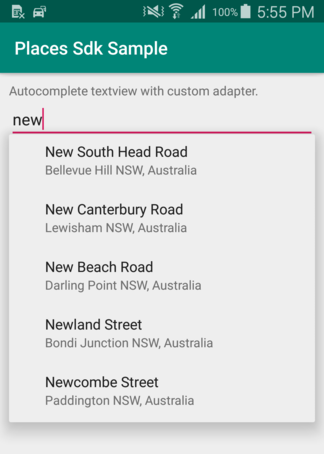 100% 5:55 PM
Places Sdk Sample
Autocomplete textview with custom adapter.
new
New South Head Road
Bellevue Hill NSW, Australia
New Canterbury Road
Lewisham NSW, Australia
New Beach Road
Darling Point NSW, Australia
Newland Street
Bondi Junction NSW, Australia
Newcombe Street
Paddington NSW, Australia